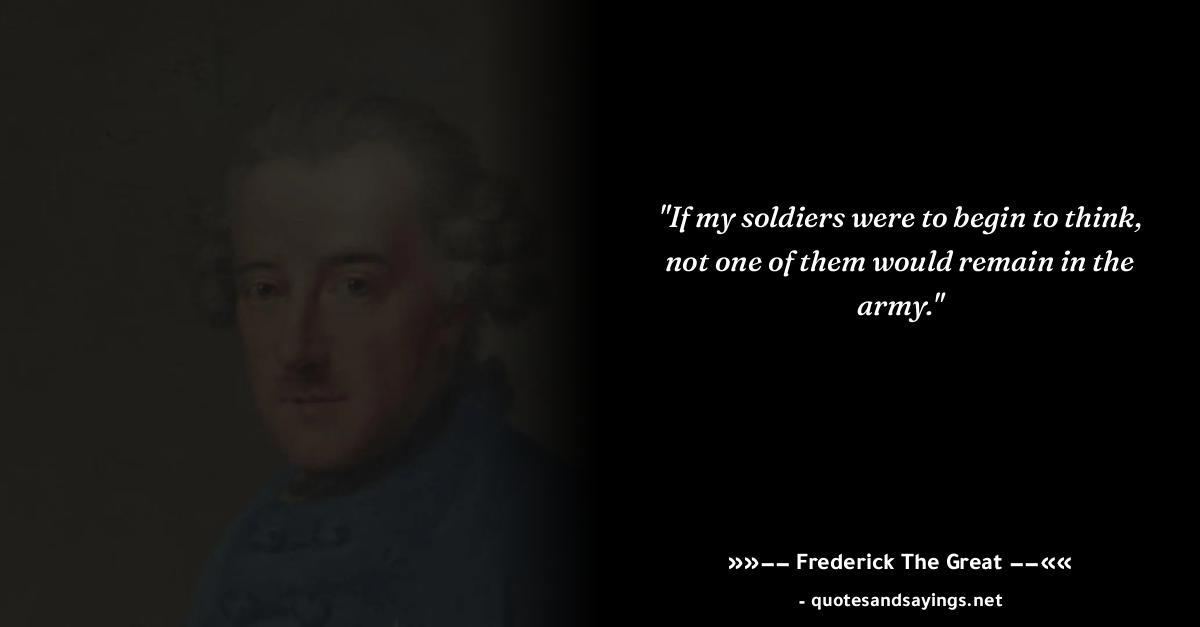 "If my soldiers were to begin to think,
not one of them would remain in the
army."
»»–– Frederick The Great ––««
- quotesandsayings.net